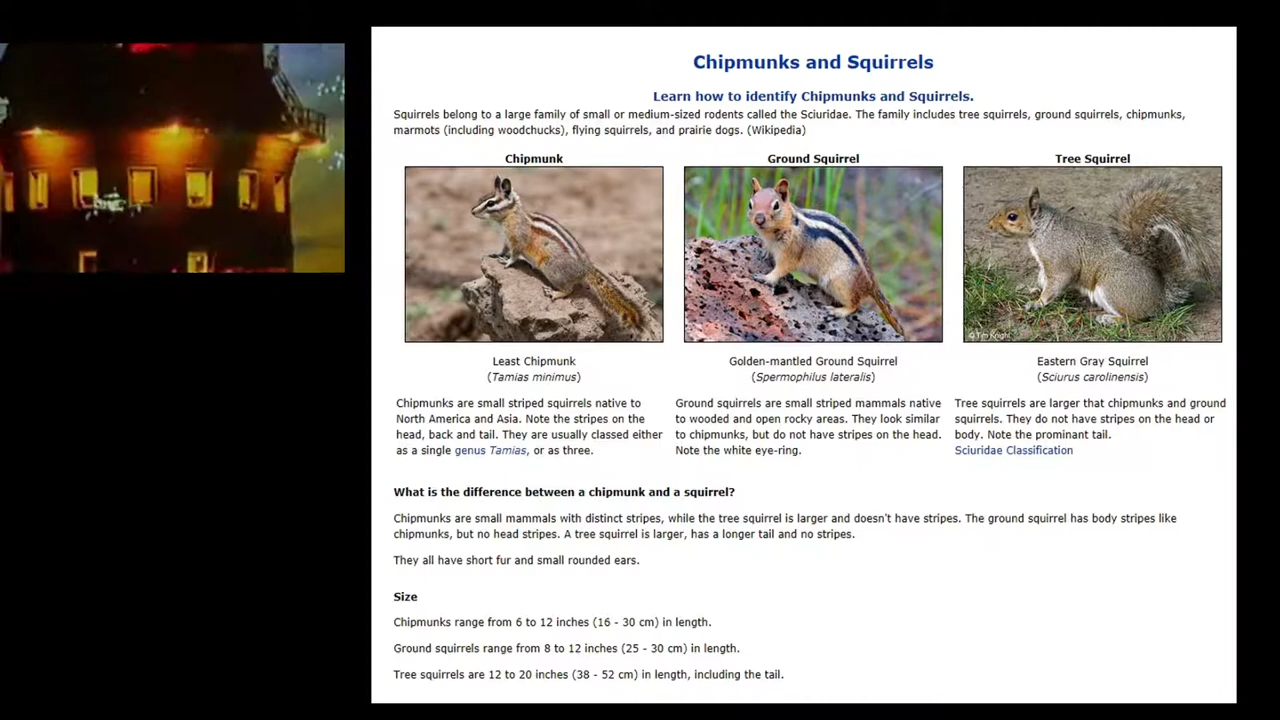 Chipmunks and Squirrels
Learn how to identify Chipmunks and Squirrels.
Squirrels belong to a large family of small or medium-sized rodents called the Sciuridae. The family includes tree squirrels, ground squirrels, chipmunks,
marmots (including woodchucks), flying squirrels, and prairie dogs. (Wikipedia)
Chipmunk
Least Chipmunk
(Tamias minimus)
Chipmunks are small striped squirrels native to
North America and Asia. Note the stripes on the
head, back and tail. They are usually classed either
as a single genus Tamias, or as three.
Ground Squirrel
Golden-mantled Ground Squirrel
(Spermophilus lateralis)
Ground squirrels are small striped mammals native
to wooded and open rocky areas. They look similar
to chipmunks, but do not have stripes on the head.
Note the white eye-ring.
Tree Squirrel
© Tim Knight
Eastern Gray Squirrel
(Sciurus carolinensis)
Tree squirrels are larger that chipmunks and ground
squirrels. They do not have stripes on the head or
body. Note the prominant tail.
Sciuridae Classification
What is the difference between a chipmunk and a squirrel?
Chipmunks are small mammals with distinct stripes, while the tree squirrel is larger and doesn't have stripes. The ground squirrel has body stripes like
chipmunks, but no head stripes. A tree squirrel is larger, has a longer tail and no stripes.
They all have short fur and small rounded ears.
Size
Chipmunks range from 6 to 12 inches (16 - 30 cm) in length.
Ground squirrels range from 8 to 12 inches (25 - 30 cm) in length.
Tree squirrels are 12 to 20 inches (38 - 52 cm) in length, including the tail.